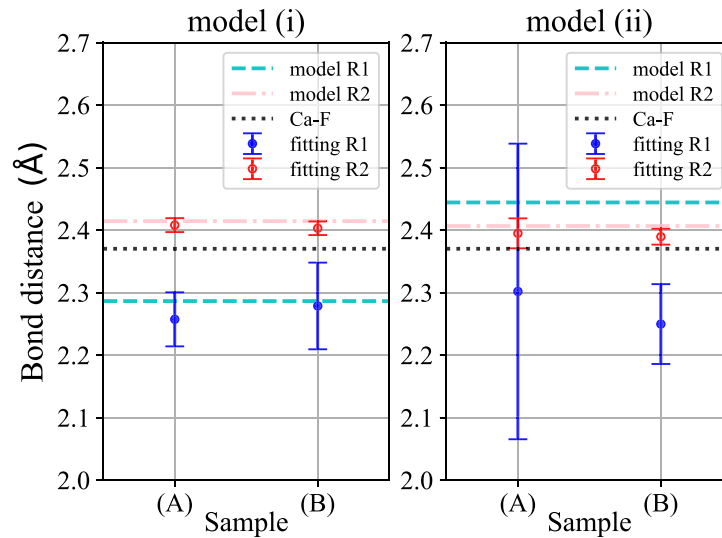 model (i)
model (ii)
Bond distance (Å)
2.7
2.6
2.5
2.4
2.3
2.2
2.1
2.0
model R1
model R2
Ca-F
fitting R1
fitting R2
(A)
(B)
Sample
2.7
2.6
2.5
2.4
2.3
2.2
2.1
2.0
model R1
model R2
Ca-F
fitting R1
fitting R2
(A)
(B)
Sample